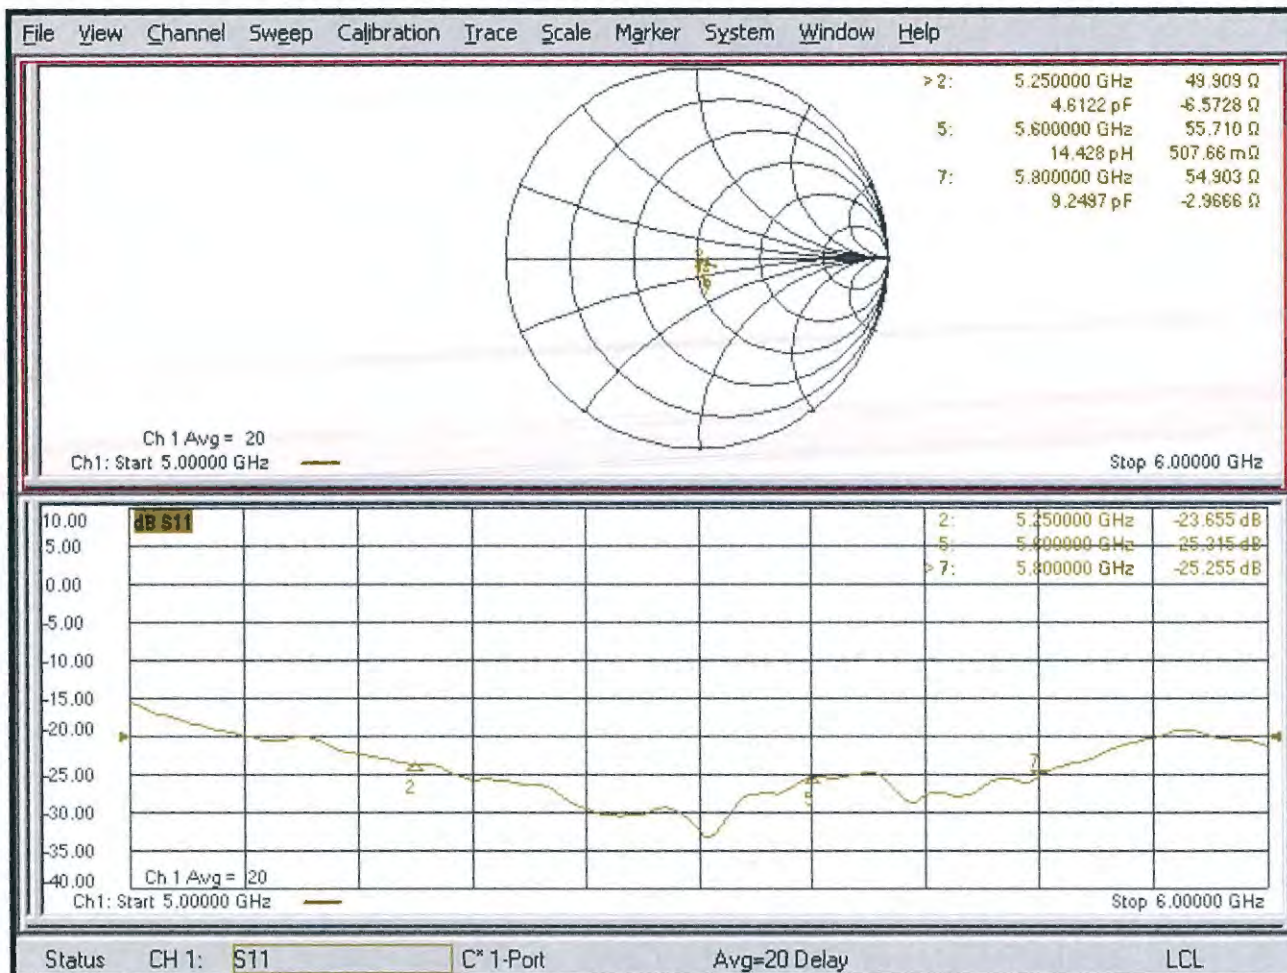 File View Channel Sweep Calibration Trace Scale Marker System Window Help
> 2: 5.250000 GHz 49.909 Ω
4.6122 pF -6.5728 Ω
5: 5.600000 GHz 55.710 Ω
14.428 pH 507.66 mΩ
7: 5.800000 GHz 54.903 Ω
9.2497 pF -2.9666 Ω
Ch 1 Avg = 20
Ch1: Start 5.00000 GHz Stop 6.00000 GHz
10.00 dB S11 2: 5.250000 GHz -23.655 dB
5.00 5: 5.600000 GHz -25.315 dB
0.00 > 7: 5.800000 GHz -25.255 dB
-5.00
-10.00
-15.00
-20.00
-25.00 7
2 5
-30.00
-35.00
-40.00 Ch 1 Avg = 20
Ch1: Start 5.00000 GHz Stop 6.00000 GHz
Status CH 1: S11 C* 1-Port Avg=20 Delay LCL